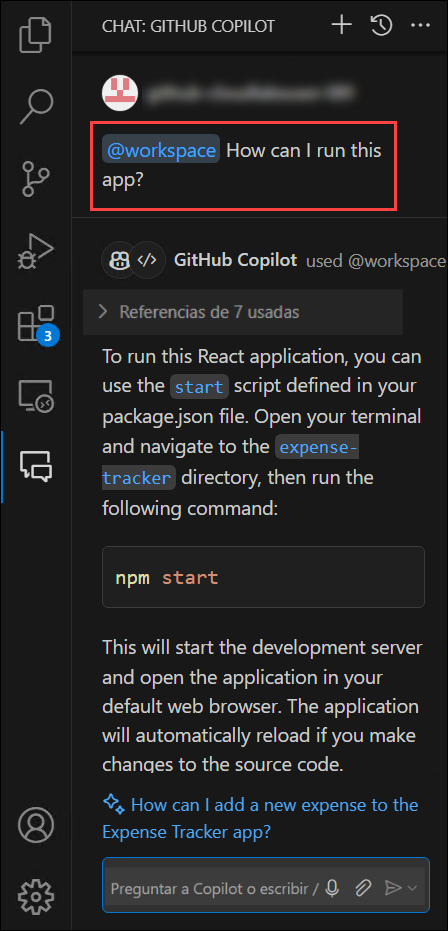 CHAT: GITHUB COPILOT
@workspace How can I run this
app?
GitHub Copilot used @workspace
Referencias de 7 usadas
To run this React application, you can
use the start script defined in your
package.json file. Open your terminal
and navigate to the expense-
tracker directory, then run the
following command:
npm start
This will start the development server
and open the application in your
default web browser. The application
will automatically reload if you make
changes to the source code.
How can I add a new expense to the
Expense Tracker app?
Preguntar a Copilot o escribir /
3